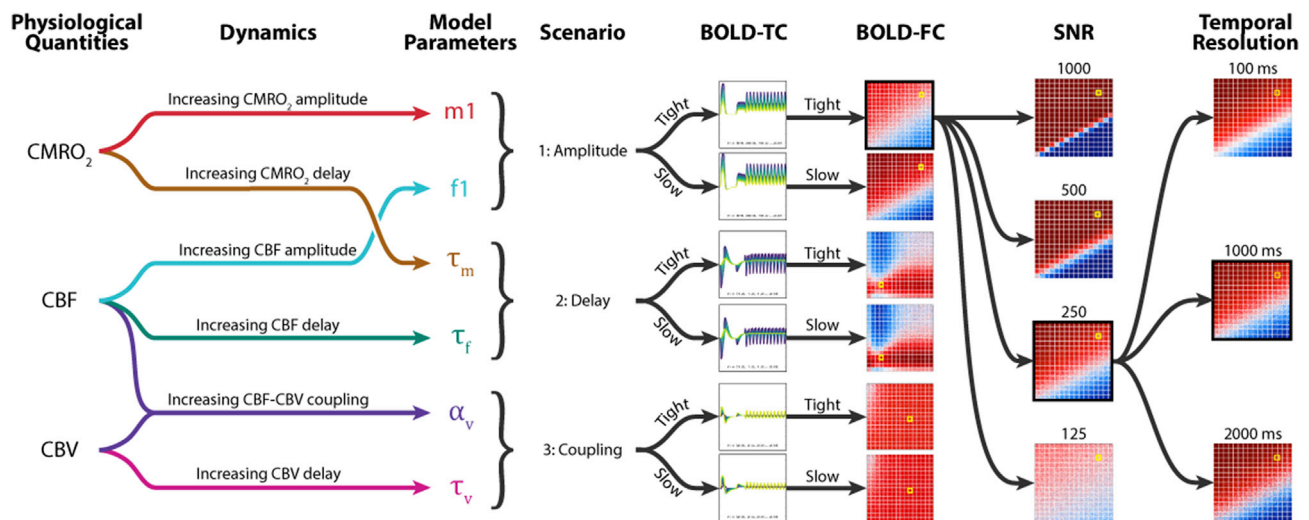 Physiological
Quantities
Dynamics
Model
Parameters
Scenario
BOLD-TC
BOLD-FC
SNR
Temporal
Resolution
CMRO₂
Increasing CMRO₂ amplitude
m1
Increasing CMRO₂ delay
f1
CBF
Increasing CBF amplitude
τₘ
Increasing CBF delay
τ_f
Increasing CBF-CBV coupling
αᵥ
CBV
Increasing CBV delay
τᵥ
1: Amplitude
Tight
Slow
Tight
Slow
2: Delay
Tight
Slow
Tight
Slow
3: Coupling
Tight
Slow
Tight
Slow
1000
500
250
125
100 ms
1000 ms
2000 ms